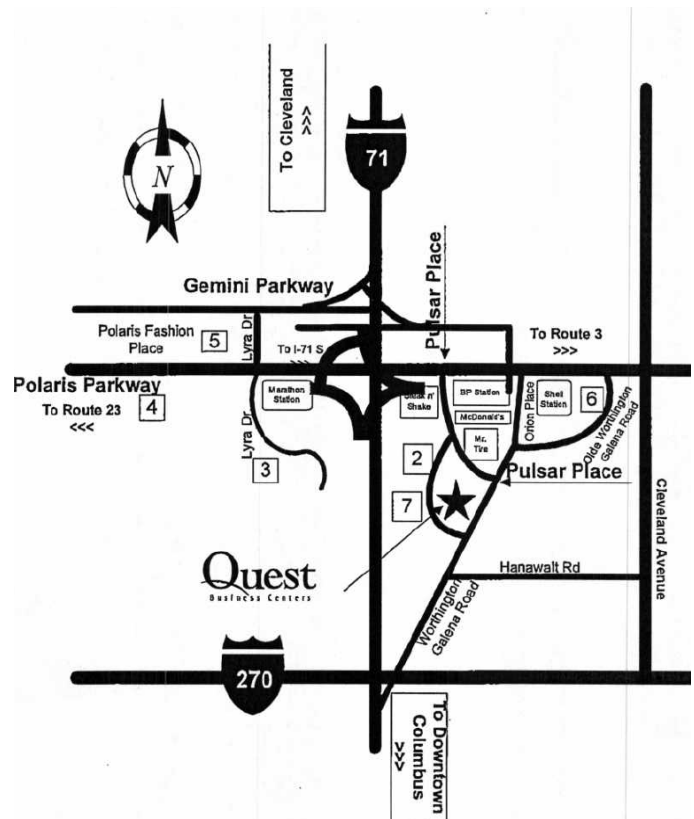 To Cleveland
>>>
71
N
Gemini Parkway
Pulsar Place
Polaris Fashion
Place
5
Lyra Dr
To I-71 S
>>>
To Route 3
>>>
Polaris Parkway
To Route 23
<<<
4
Marathon
Station
Shake
BP Station
McDonald's
Mr.
Tire
Orion Place
Shell
Station
6
Olde Worthington
Galena Road
Lyra Dr
3
2
7
Pulsar Place
Cleveland Avenue
Quest
Business Centers
Hanawalt Rd
Worthington
Galena Road
270
To Downtown
Columbus
>>>